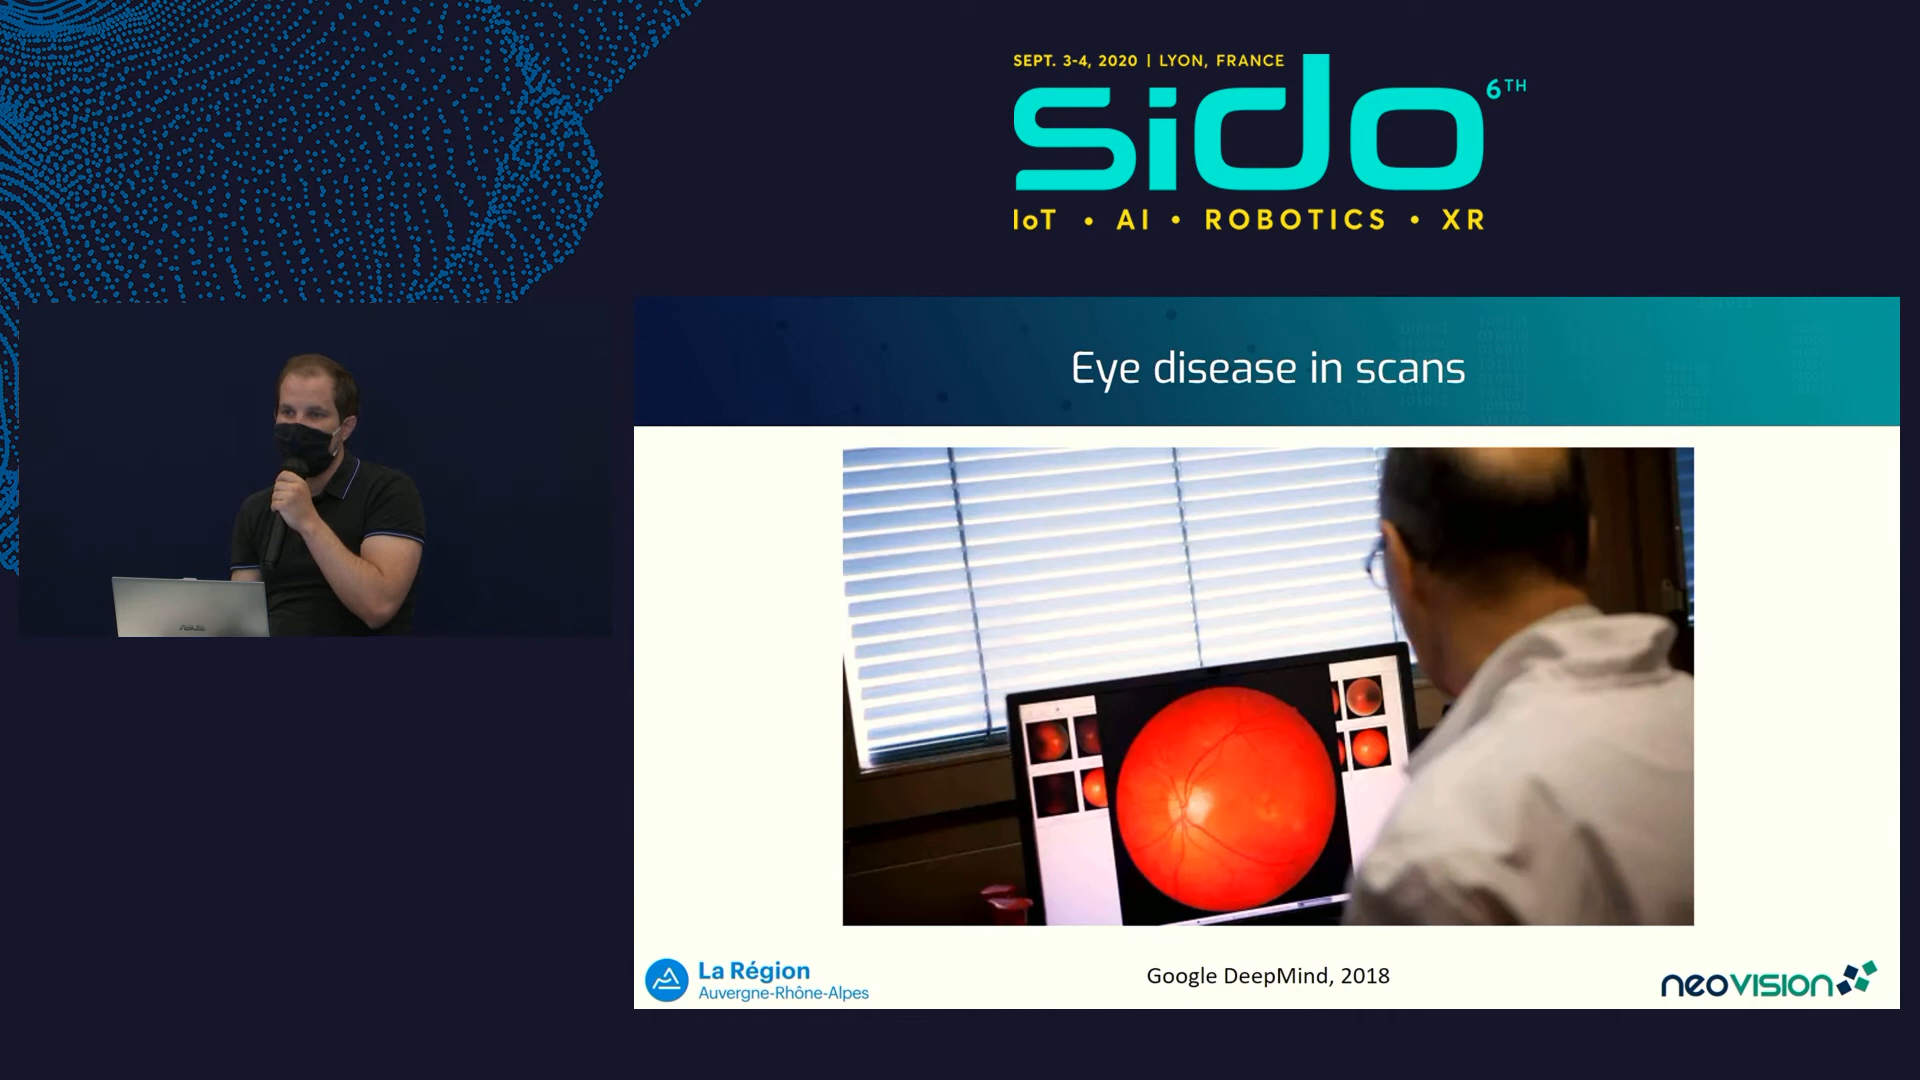 SEPT. 3-4, 2020 | LYON, FRANCE
sido 6TH
IoT • AI • ROBOTICS • XR
Eye disease in scans
ASUS
La Région
Auvergne-Rhône-Alpes
Google DeepMind, 2018
neovision